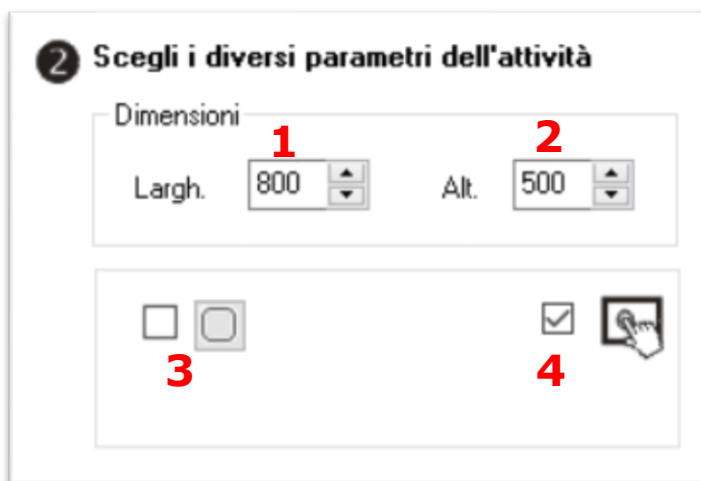 2 Scegli i diversi parametri dell'attività
Dimensioni
1 2
Largh. 800 Alt. 500
3 4